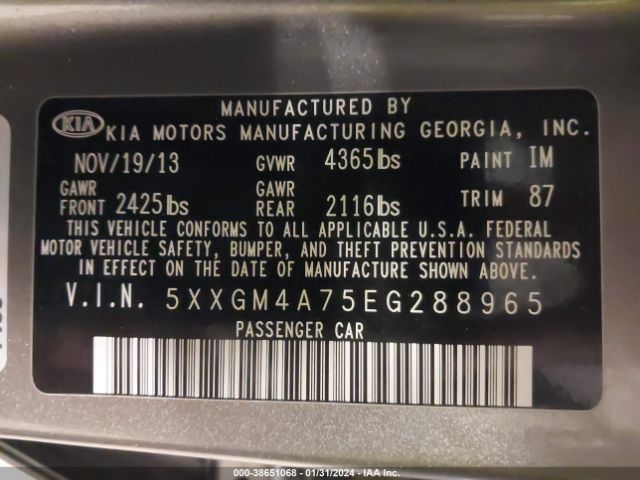 MANUFACTURED BY
KIA KIA MOTORS MANUFACTURING GEORGIA, INC.
NOV/19/13 GVWR 4365lbs PAINT IM
GAWR FRONT 2425lbs GAWR REAR 2116lbs TRIM 87
THIS VEHICLE CONFORMS TO ALL APPLICABLE U.S.A. FEDERAL
MOTOR VEHICLE SAFETY, BUMPER, AND THEFT PREVENTION STANDARDS
IN EFFECT ON THE DATE OF MANUFACTURE SHOWN ABOVE.
V.I.N. 5XXGM4A75EG288965
PASSENGER CAR
000-38651068 - 01/31/2024 - IAA Inc.